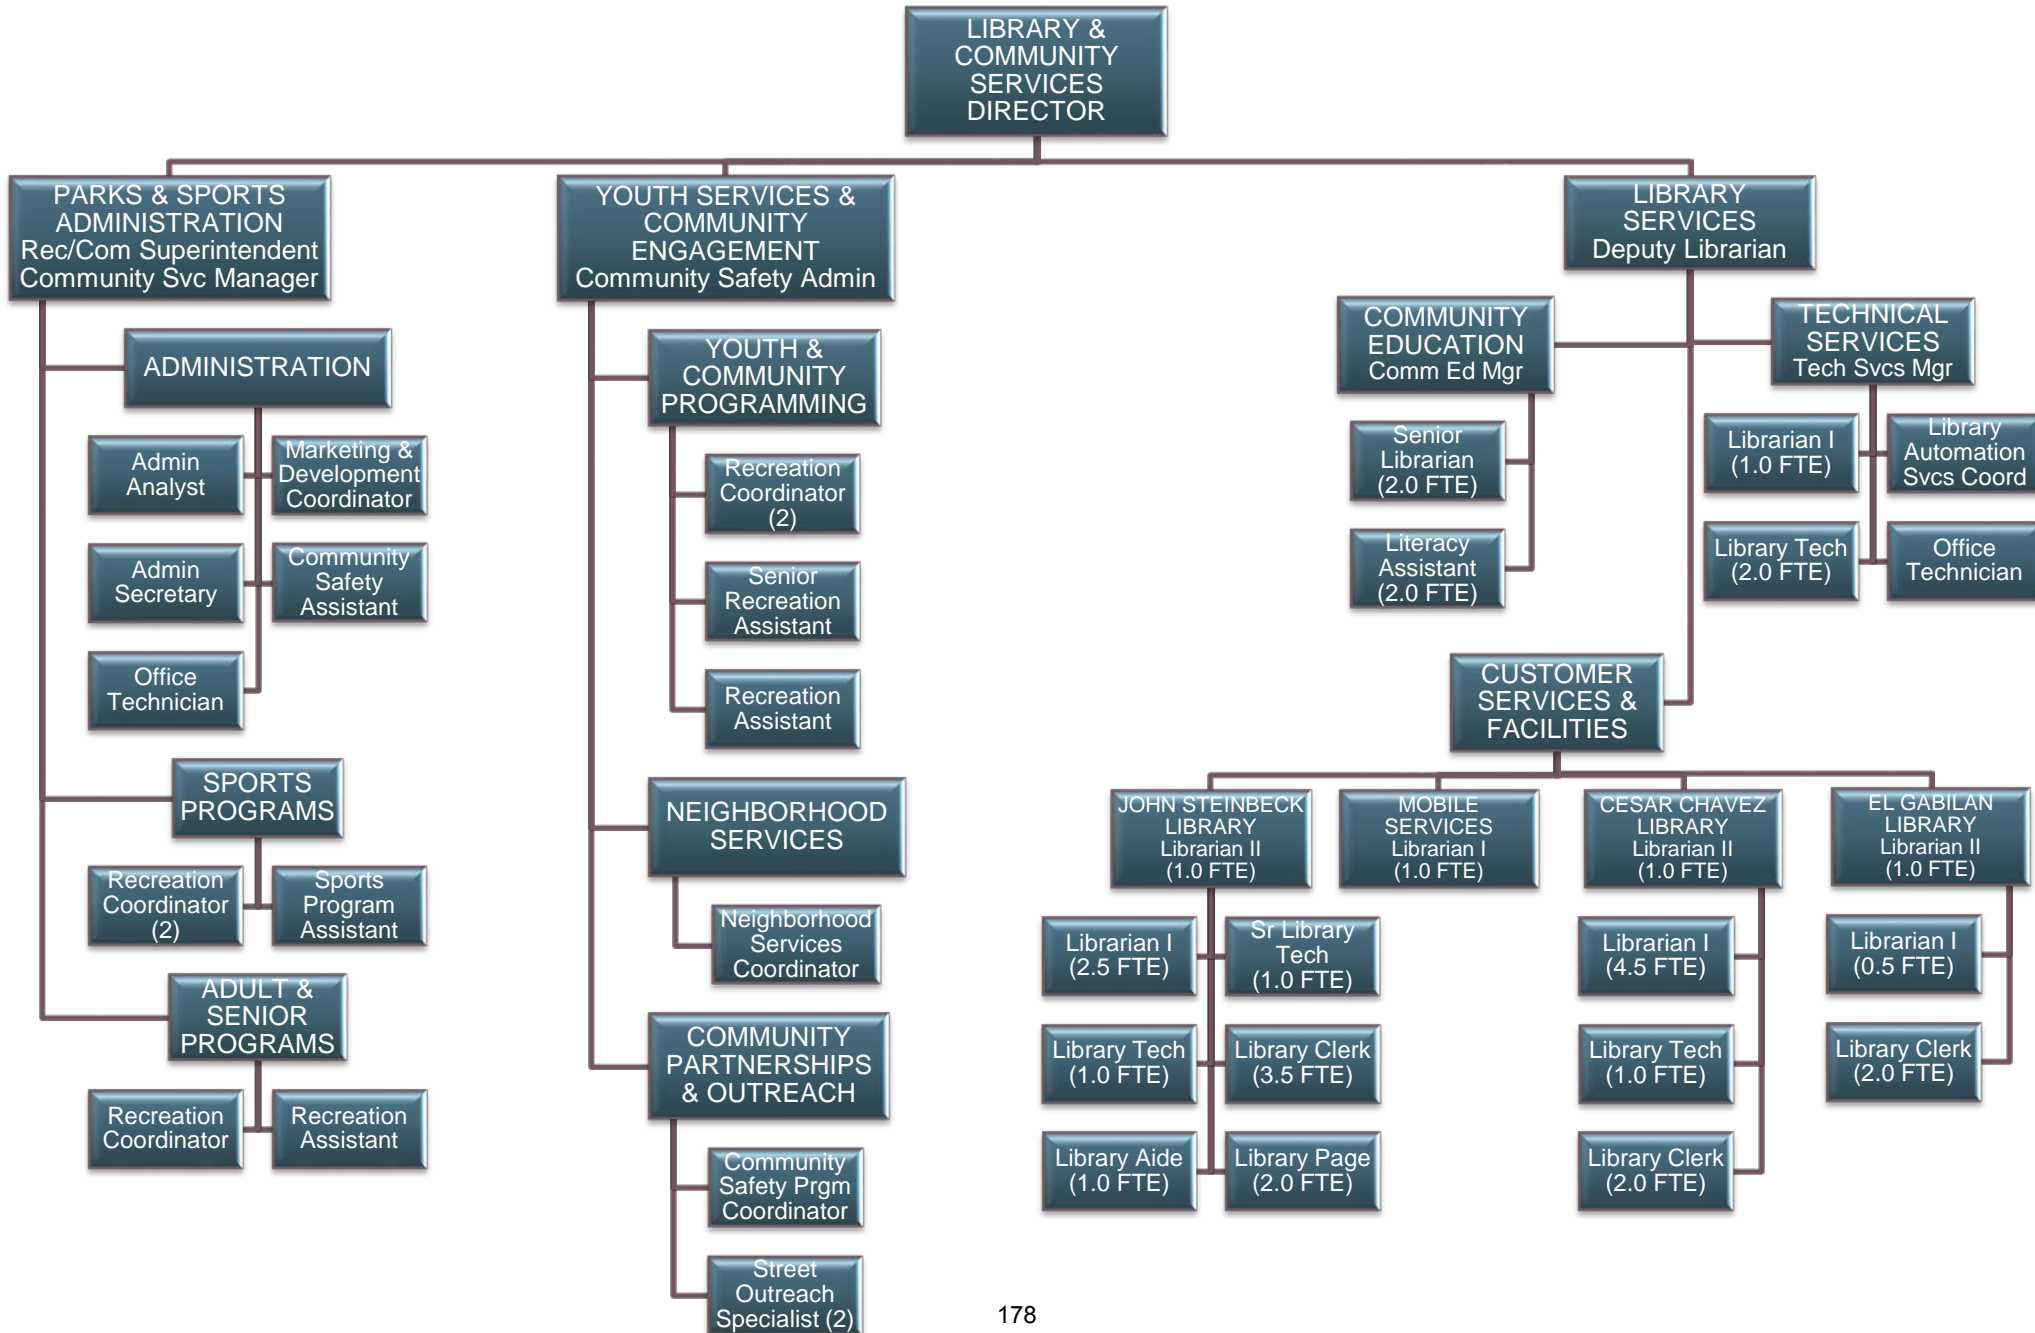 LIBRARY &
COMMUNITY
SERVICES
DIRECTOR
PARKS & SPORTS
ADMINISTRATION
Rec/Com Superintendent
Community Svc Manager
ADMINISTRATION
Admin
Analyst
Marketing &
Development
Coordinator
Admin
Secretary
Community
Safety
Assistant
Office
Technician
SPORTS
PROGRAMS
Recreation
Coordinator
(2)
Sports
Program
Assistant
ADULT &
SENIOR
PROGRAMS
Recreation
Coordinator
Recreation
Assistant
YOUTH SERVICES &
COMMUNITY
ENGAGEMENT
Community Safety Admin
YOUTH &
COMMUNITY
PROGRAMMING
Recreation
Coordinator
(2)
Senior
Recreation
Assistant
Recreation
Assistant
NEIGHBORHOOD
SERVICES
Neighborhood
Services
Coordinator
COMMUNITY
PARTNERSHIPS
& OUTREACH
Community
Safety Prgm
Coordinator
Street
Outreach
Specialist (2)
LIBRARY
SERVICES
Deputy Librarian
COMMUNITY
EDUCATION
Comm Ed Mgr
Senior
Librarian
(2.0 FTE)
Literacy
Assistant
(2.0 FTE)
TECHNICAL
SERVICES
Tech Svcs Mgr
Librarian I
(1.0 FTE)
Library
Automation
Svcs Coord
Library Tech
(2.0 FTE)
Office
Technician
CUSTOMER
SERVICES &
FACILITIES
JOHN STEINBECK
LIBRARY
Librarian II
(1.0 FTE)
Librarian I
(2.5 FTE)
Sr Library
Tech
(1.0 FTE)
Library Tech
(1.0 FTE)
Library Clerk
(3.5 FTE)
Library Aide
(1.0 FTE)
Library Page
(2.0 FTE)
MOBILE
SERVICES
Librarian I
(1.0 FTE)
CESAR CHAVEZ
LIBRARY
Librarian II
(1.0 FTE)
Librarian I
(4.5 FTE)
Library Tech
(1.0 FTE)
Library Clerk
(2.0 FTE)
EL GABILAN
LIBRARY
Librarian II
(1.0 FTE)
Librarian I
(0.5 FTE)
Library Clerk
(2.0 FTE)
178